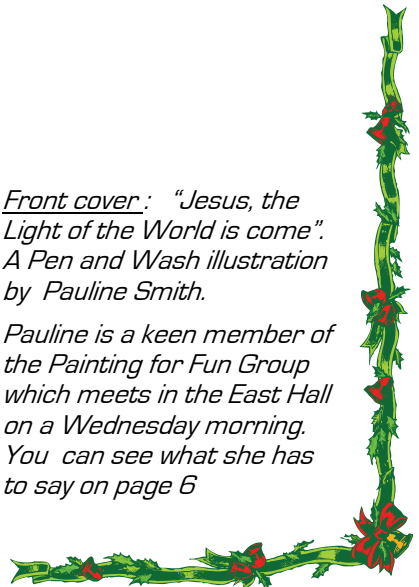 Front cover : “Jesus, the
Light of the World is come”.
A Pen and Wash illustration
by Pauline Smith.
Pauline is a keen member of
the Painting for Fun Group
which meets in the East Hall
on a Wednesday morning.
You can see what she has
to say on page 6